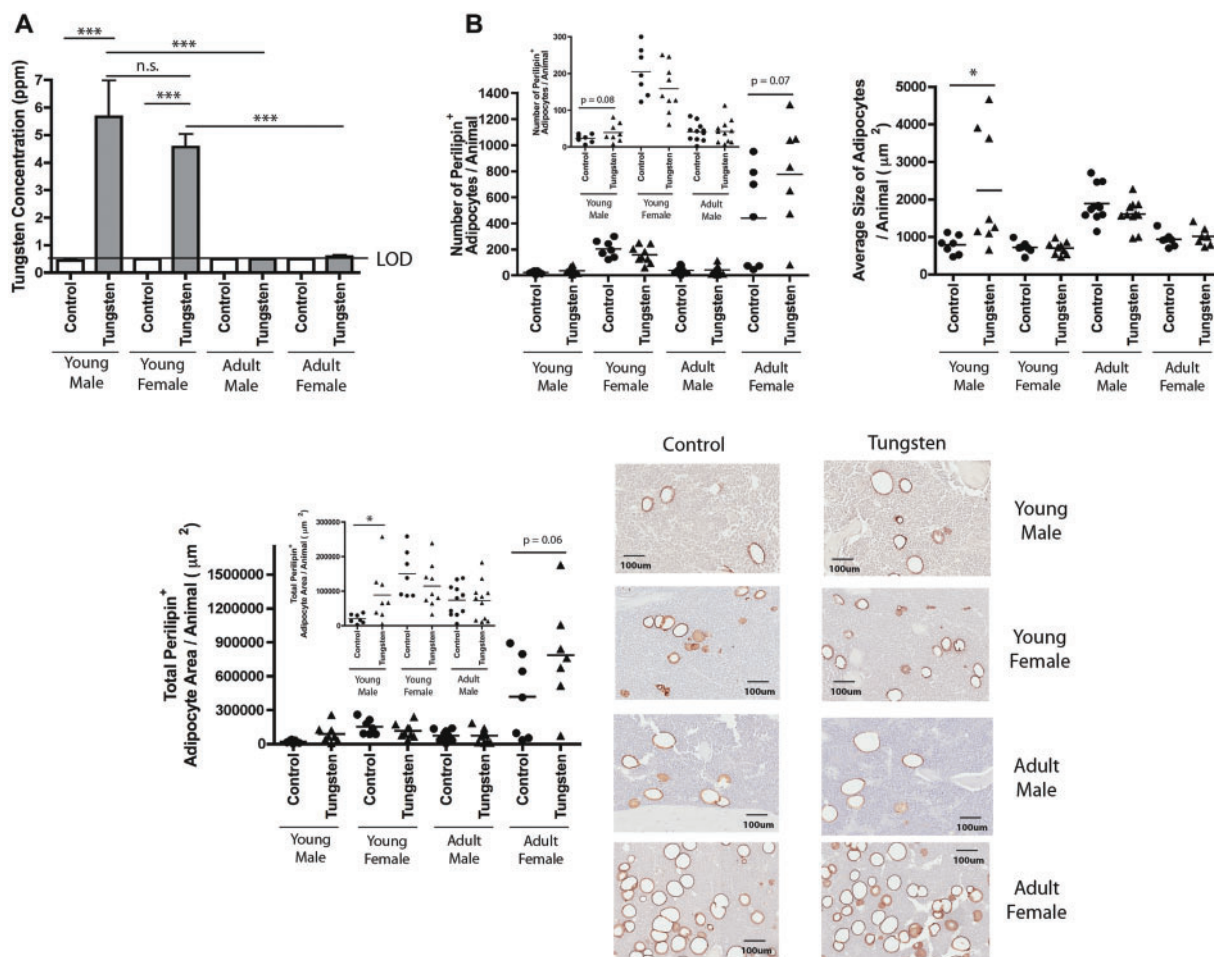 A
***
***
n.s.
***
***
Tungsten Concentration (ppm)
7
6
5
4
3
2
1
0
LOD
Control
Tungsten
Control
Tungsten
Control
Tungsten
Control
Tungsten
Young
Male
Young
Female
Adult
Male
Adult
Female
B
Number of Perilipin+
Adipocytes / Animal
1400
1200
1000
800
600
400
200
0
p = 0.07
Control
Tungsten
Control
Tungsten
Control
Tungsten
Control
Tungsten
Young
Male
Young
Female
Adult
Male
Adult
Female
Number of Perilipin+
Adipocytes / Animal
300
200
100
0
p = 0.08
Control
Tungsten
Control
Tungsten
Control
Tungsten
Young
Male
Young
Female
Adult
Male
Average Size of Adipocytes
/ Animal (µm 2)
5000
4000
3000
2000
1000
0
*
Control
Tungsten
Control
Tungsten
Control
Tungsten
Control
Tungsten
Young
Male
Young
Female
Adult
Male
Adult
Female
Total Perilipin+
Adipocyte Area / Animal (µm 2)
1500000
1200000
900000
600000
300000
0
p = 0.06
Control
Tungsten
Control
Tungsten
Control
Tungsten
Control
Tungsten
Young
Male
Young
Female
Adult
Male
Adult
Female
Total Perilipin+
Adipocyte Area / Animal (µm 2)
300000
200000
100000
0
*
Control
Tungsten
Control
Tungsten
Control
Tungsten
Young
Male
Young
Female
Adult
Male
Control
Tungsten
100um
100um
Young
Male
100um
100um
Young
Female
100um
100um
Adult
Male
100um
100um
Adult
Female